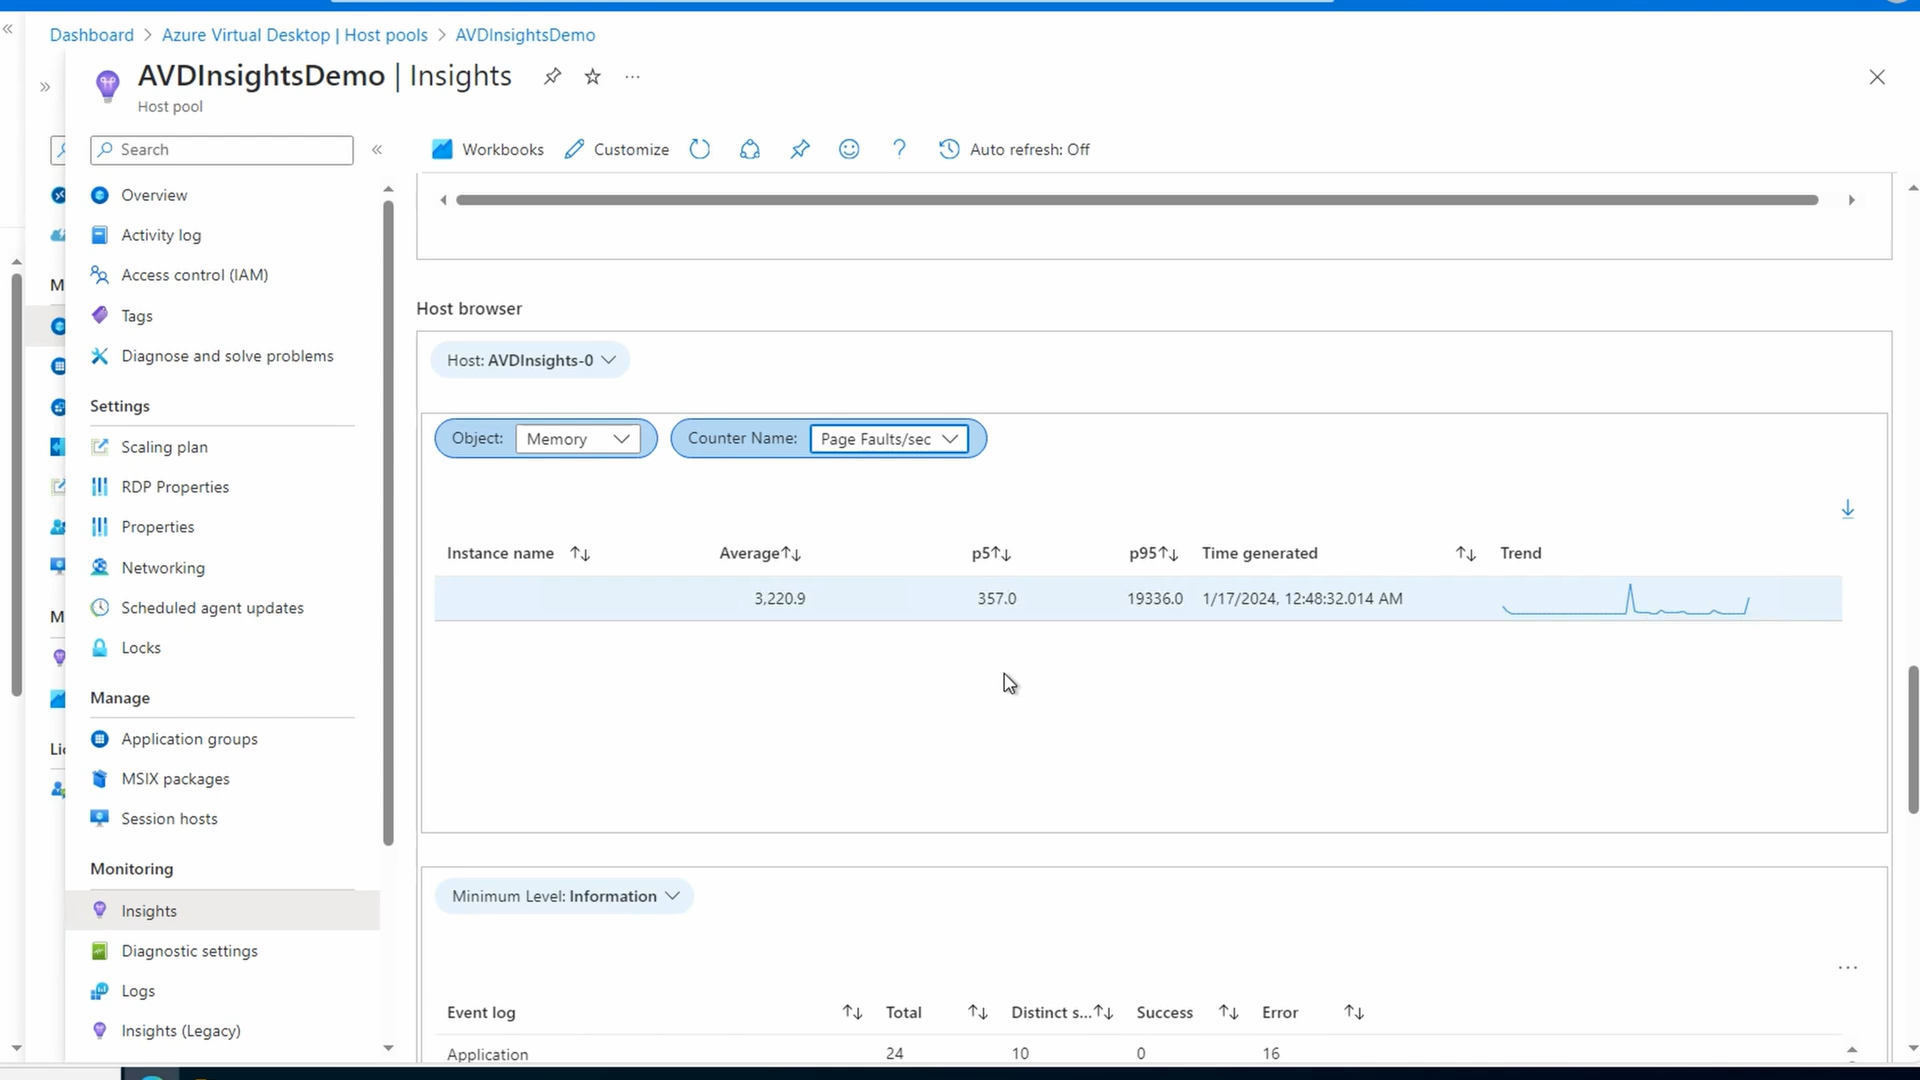 Dashboard > Azure Virtual Desktop | Host pools > AVDInsightsDemo
AVDInsightsDemo | Insights
Host pool
Search
Overview
Activity log
Access control (IAM)
Tags
Diagnose and solve problems
Settings
Scaling plan
RDP Properties
Properties
Networking
Scheduled agent updates
Locks
Manage
Application groups
MSIX packages
Session hosts
Monitoring
Insights
Diagnostic settings
Logs
Insights (Legacy)
M
M
Li
Workbooks Customize Auto refresh: Off
Host browser
Host: AVDInsights-0
Object: Memory Counter Name: Page Faults/sec
Instance name Average p5 p95 Time generated Trend
3,220.9 357.0 19336.0 1/17/2024, 12:48:32.014 AM
Minimum Level: Information
Event log Total Distinct s... Success Error
Application 24 10 0 16